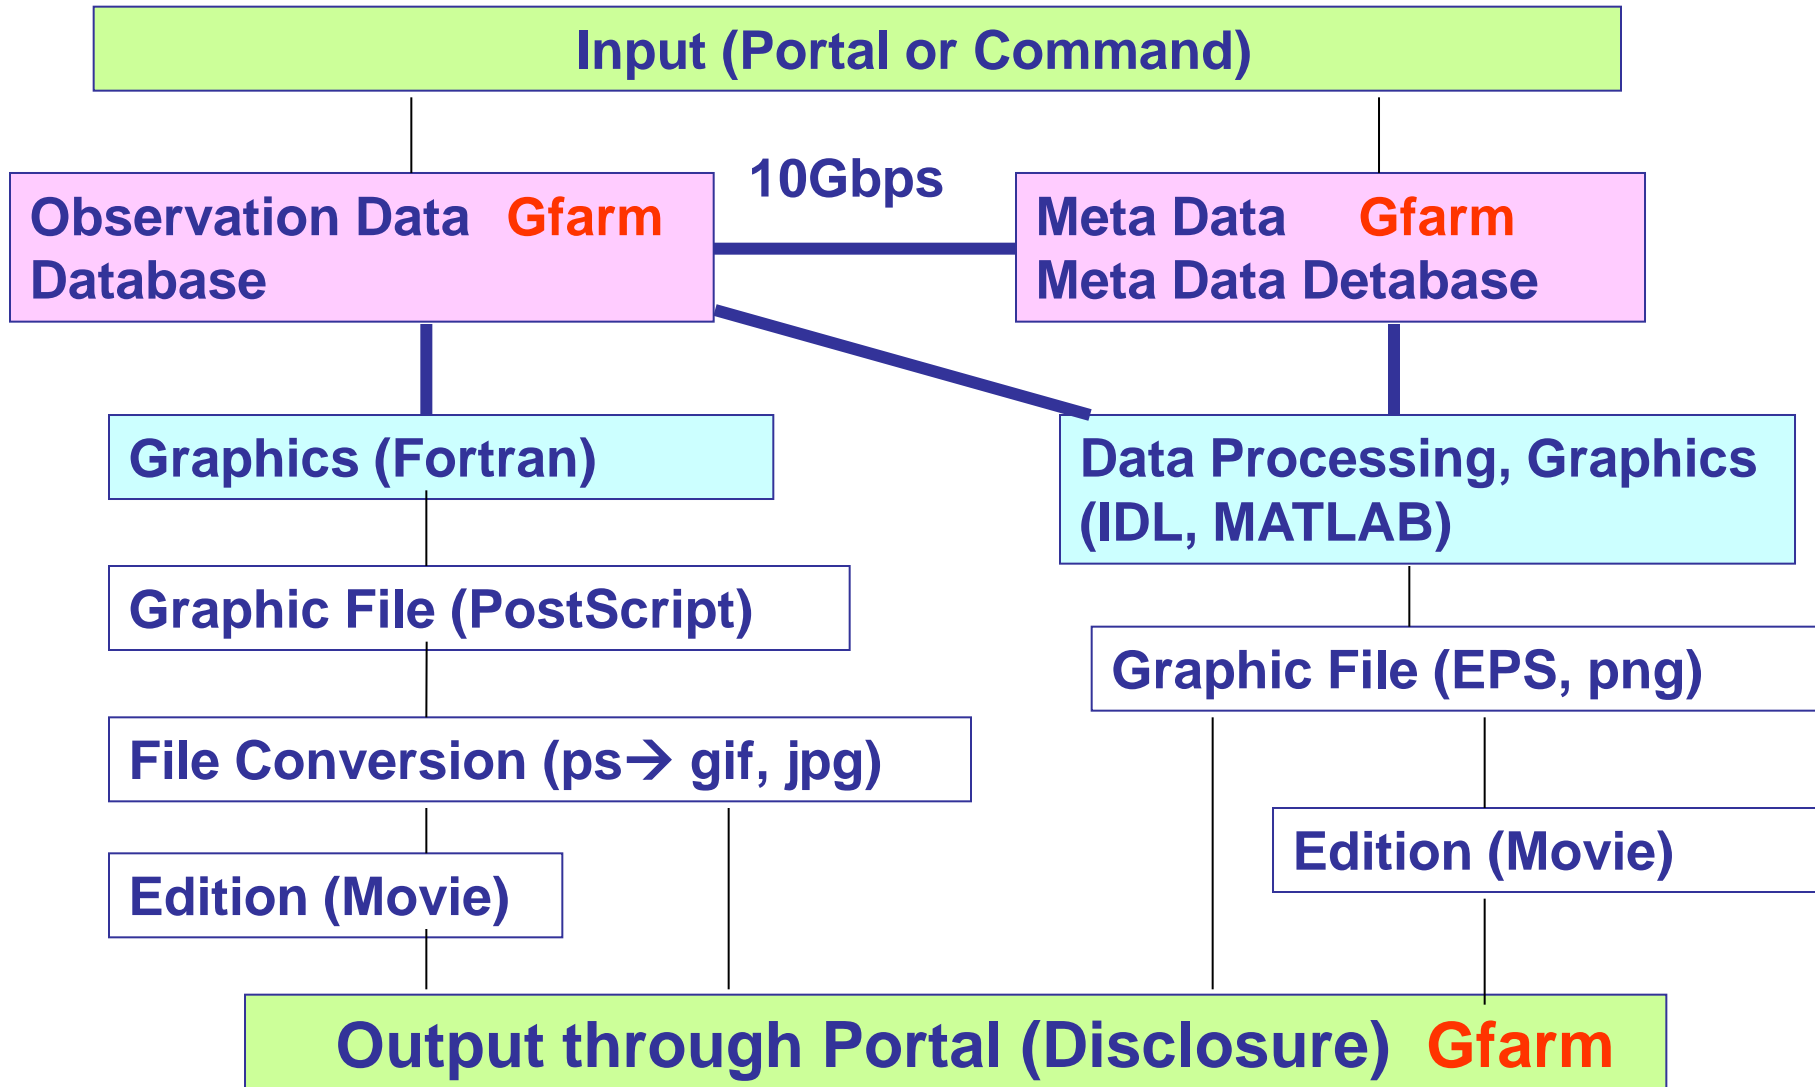 Input (Portal or Command)
10Gbps
Observation Data Gfarm
Database
Meta Data Gfarm
Meta Data Detabase
Graphics (Fortran)
Data Processing, Graphics
(IDL, MATLAB)
Graphic File (PostScript)
Graphic File (EPS, png)
File Conversion (ps→ gif, jpg)
Edition (Movie)
Edition (Movie)
Output through Portal (Disclosure) Gfarm